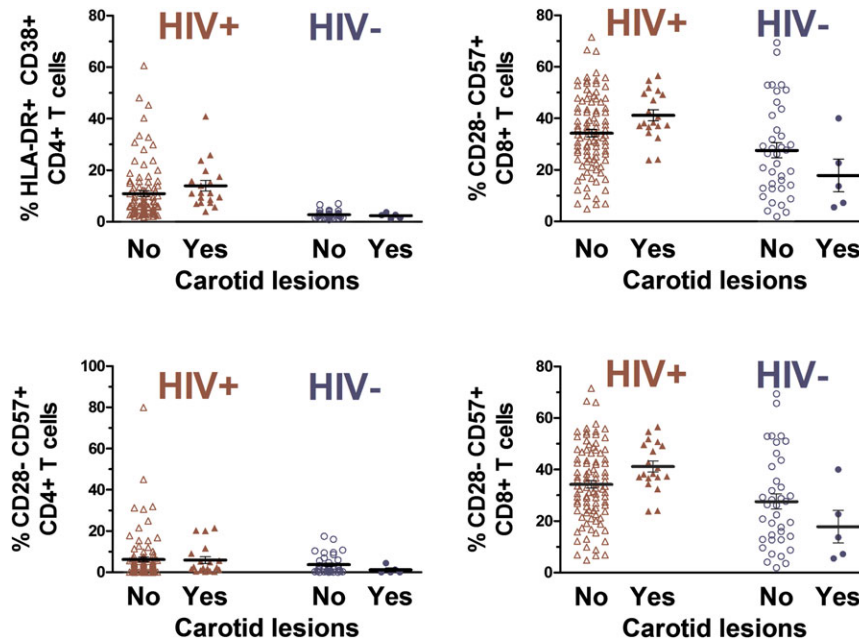 HIV+ HIV-
% HLA-DR+ CD38+
CD4+ T cells
80
60
40
20
0
No Yes No Yes
Carotid lesions
HIV+ HIV-
% CD28- CD57+
CD8+ T cells
80
60
40
20
0
No Yes No Yes
Carotid lesions
HIV+ HIV-
% CD28- CD57+
CD4+ T cells
100
80
60
40
20
0
No Yes No Yes
Carotid lesions
HIV+ HIV-
% CD28- CD57+
CD8+ T cells
80
60
40
20
0
No Yes No Yes
Carotid lesions